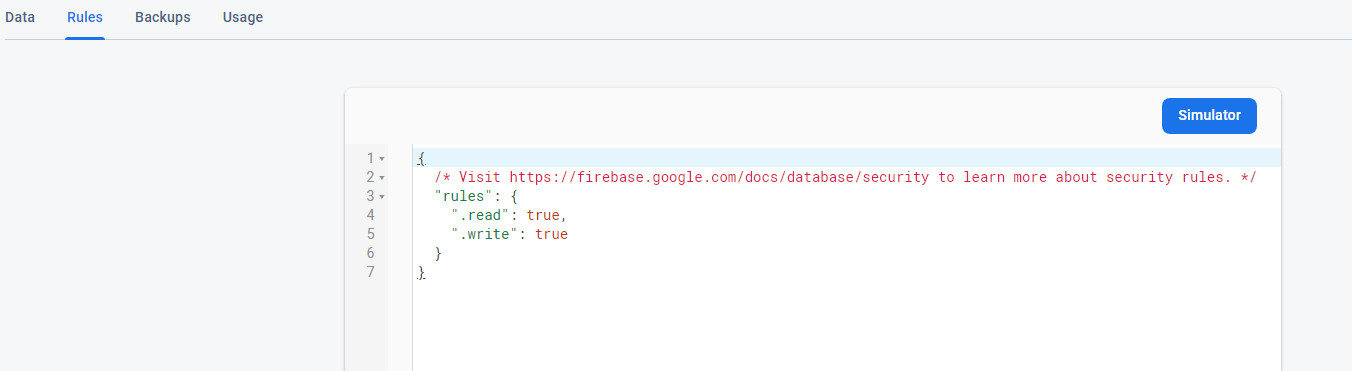 Data Rules Backups Usage
Simulator
1 {
2 /* Visit https://firebase.google.com/docs/database/security to learn more about security rules. */
3 "rules": {
4 ".read": true,
5 ".write": true
6 }
7 }